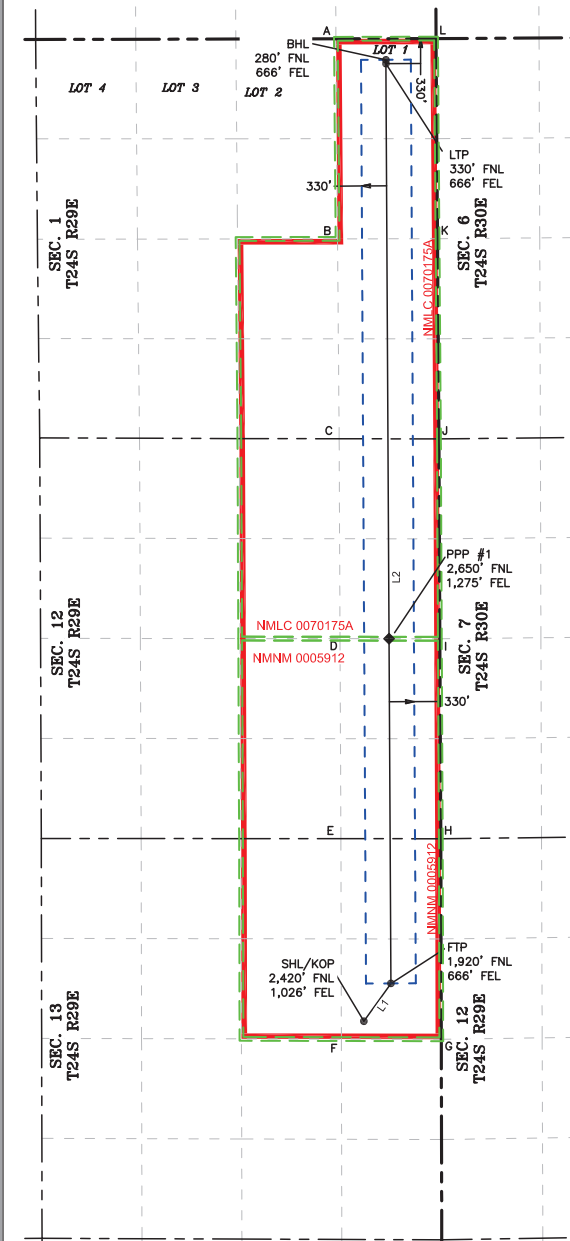 A
L
BHL
280' FNL
666' FEL
LOT 1
LOT 4
LOT 3
LOT 2
330'
LTP
330' FNL
666' FEL
330'
B
K
SEC. 1
T24S R29E
SEC. 6
T24S R30E
NMLC 0070175A
C
J
PPP #1
2,650' FNL
1,275' FEL
L2
NMLC 0070175A
D
I
NMNM 0005912
SEC. 12
T24S R29E
SEC. 7
T24S R30E
330'
E
H
NMNM 0005912
FTP
1,920' FNL
666' FEL
SHL/KOP
2,420' FNL
1,026' FEL
L1
SEC. 13
T24S R29E
SEC. 12
T24S R29E
F
G